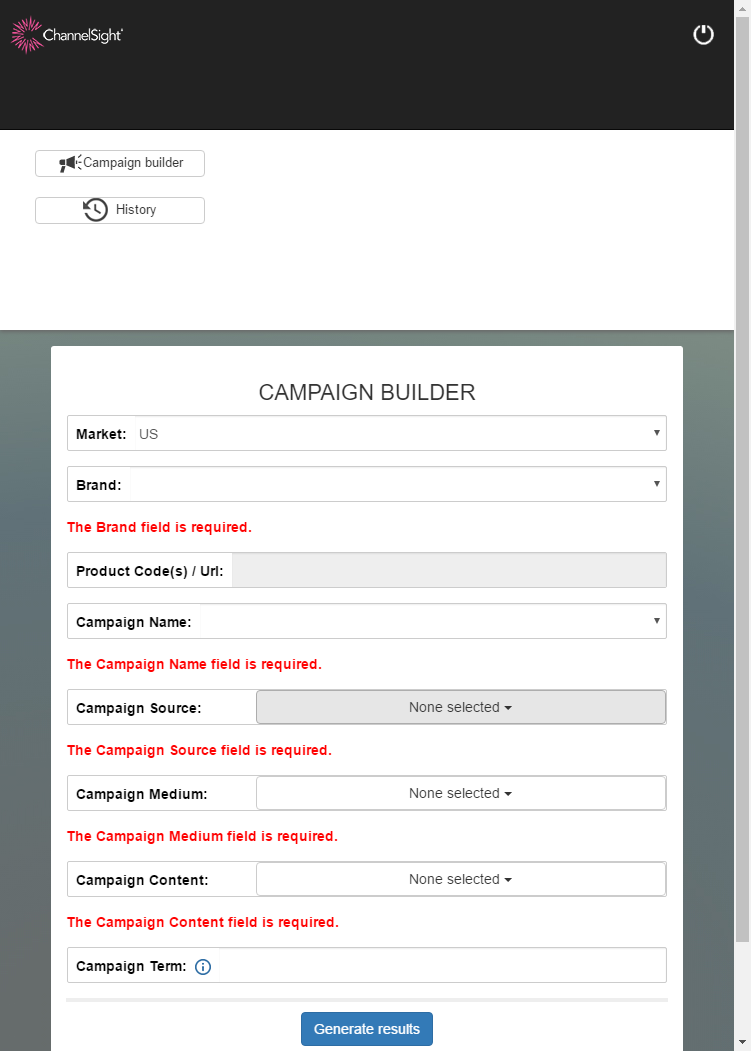 ChannelSight
Campaign builder
History
CAMPAIGN BUILDER
Market: US
Brand:
The Brand field is required.
Product Code(s) / Url:
Campaign Name:
The Campaign Name field is required.
Campaign Source: None selected
The Campaign Source field is required.
Campaign Medium: None selected
The Campaign Medium field is required.
Campaign Content: None selected
The Campaign Content field is required.
Campaign Term:
Generate results